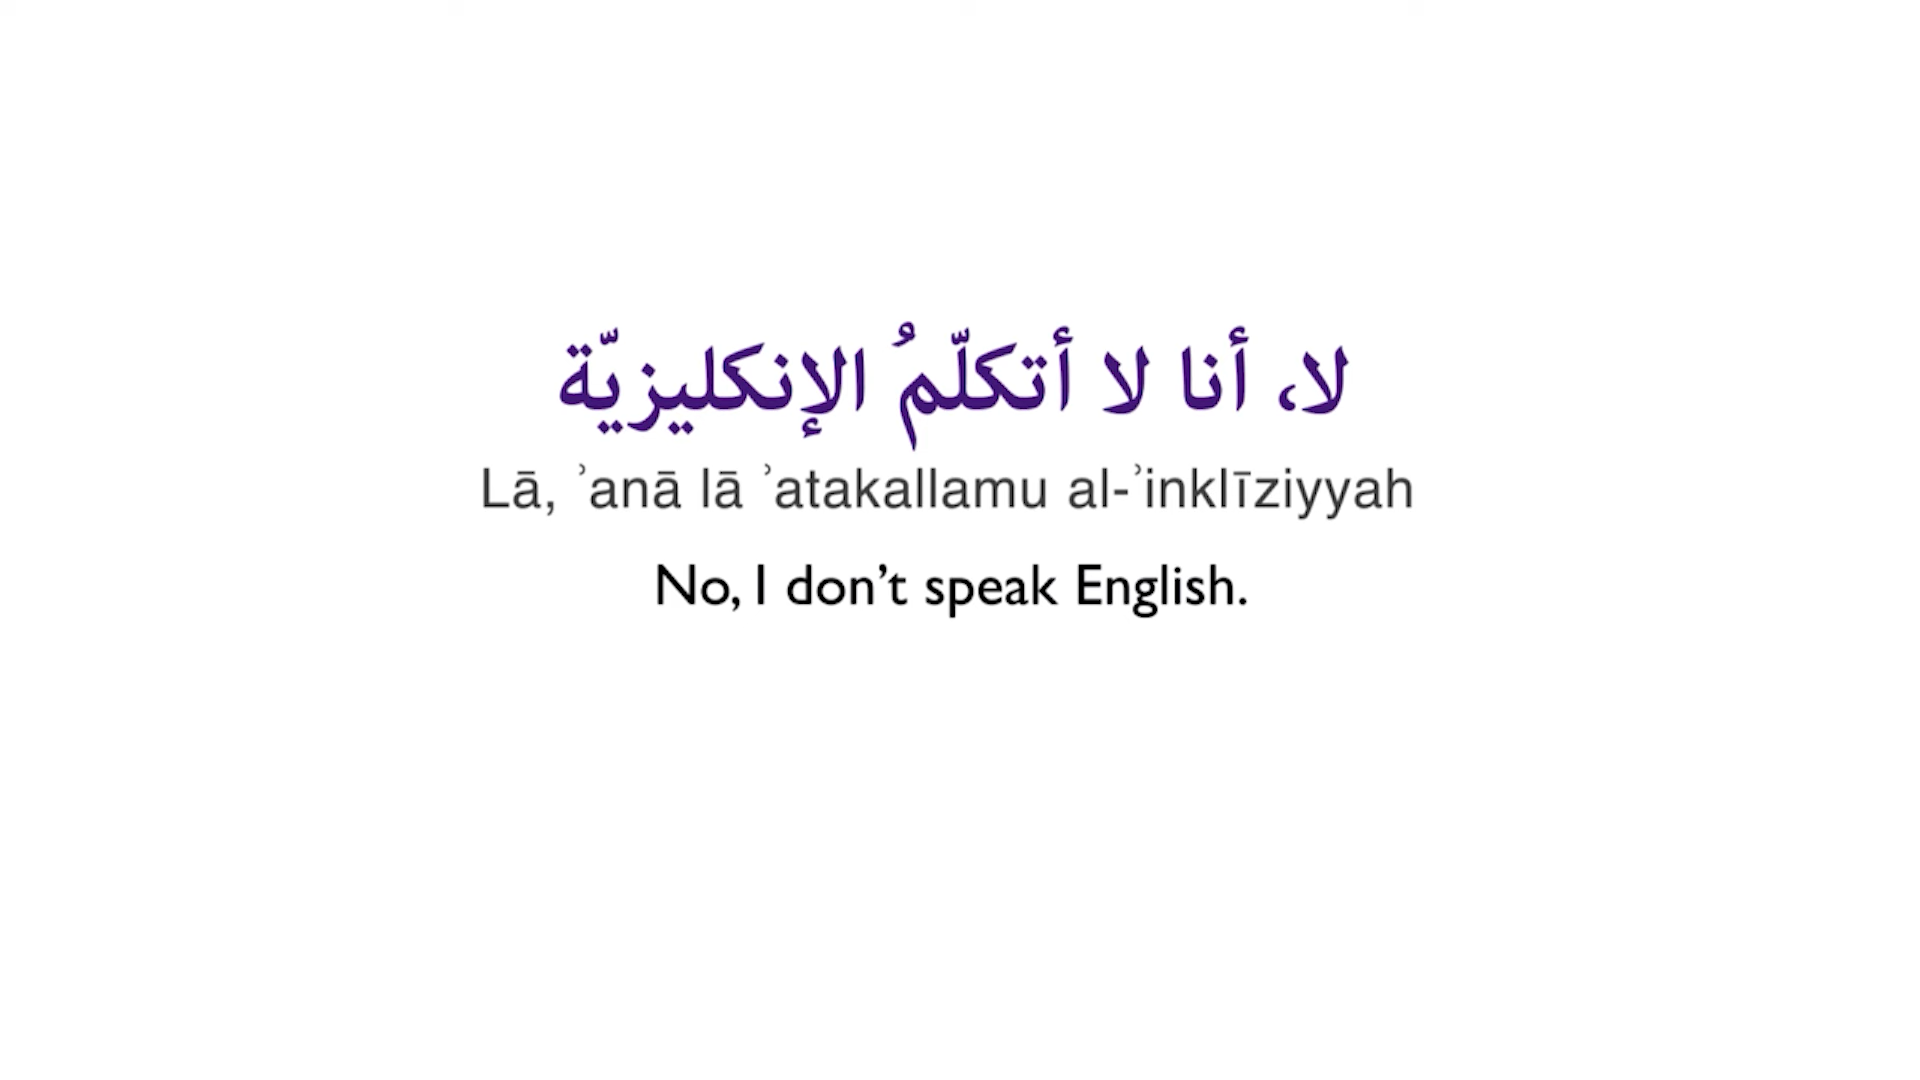 لا، أنا لا أتكلّمُ الإنكليزيّة
Lā, ʾanā lā ʾatakallamu al-ʾinklīziyyah
No, I don’t speak English.